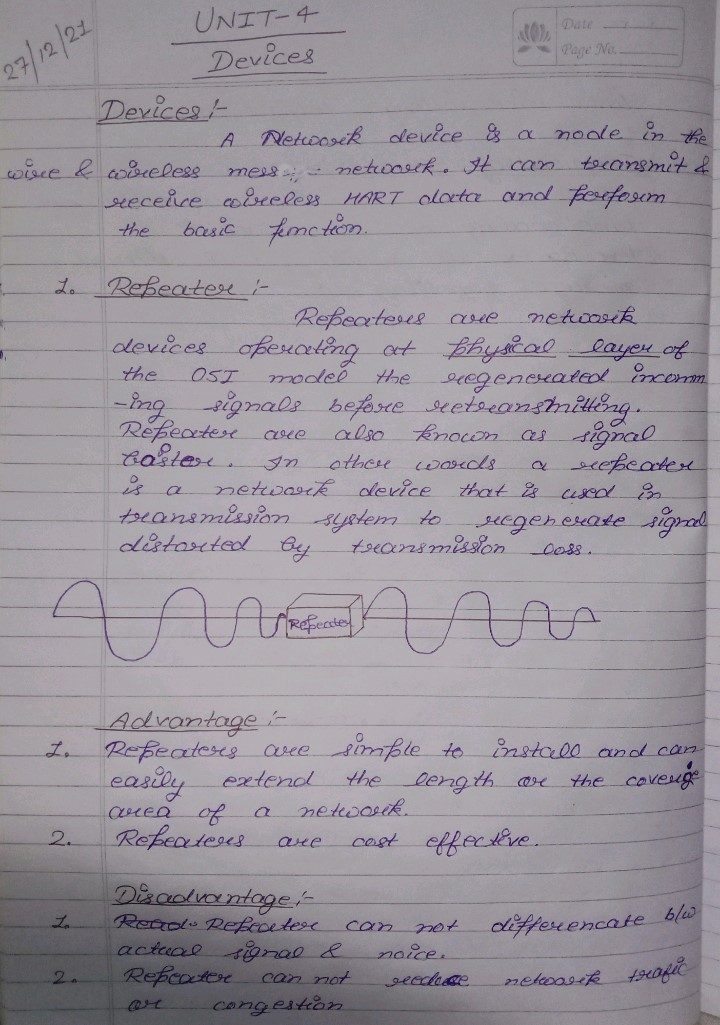 27/12/21
UNIT-4
Devices
Date
Page No.
Devices :-
A Network device is a node in the
wire & wireless mess network. It can transmit &
receive wireless HART data and perform
the basic function.
1. Repeater :-
Repeaters are network
devices operating at physical layer of
the OSI model the regenerated incomm
-ing signals before retransmitting.
Repeater are also known as signal
boster. In other words a repeater
is a network device that is used in
transmission system to regenerate signal
distorted by transmission loss.
Repeater
Advantage :-
1. Repeaters are simple to install and can
easily extend the length or the coverige
area of a network.
2. Repeaters are cost effective.
Disadvantage :-
1. Repeater can not differencate b/w
actual signal & noice.
2. Repeater can not reduce network trafic
or congestion